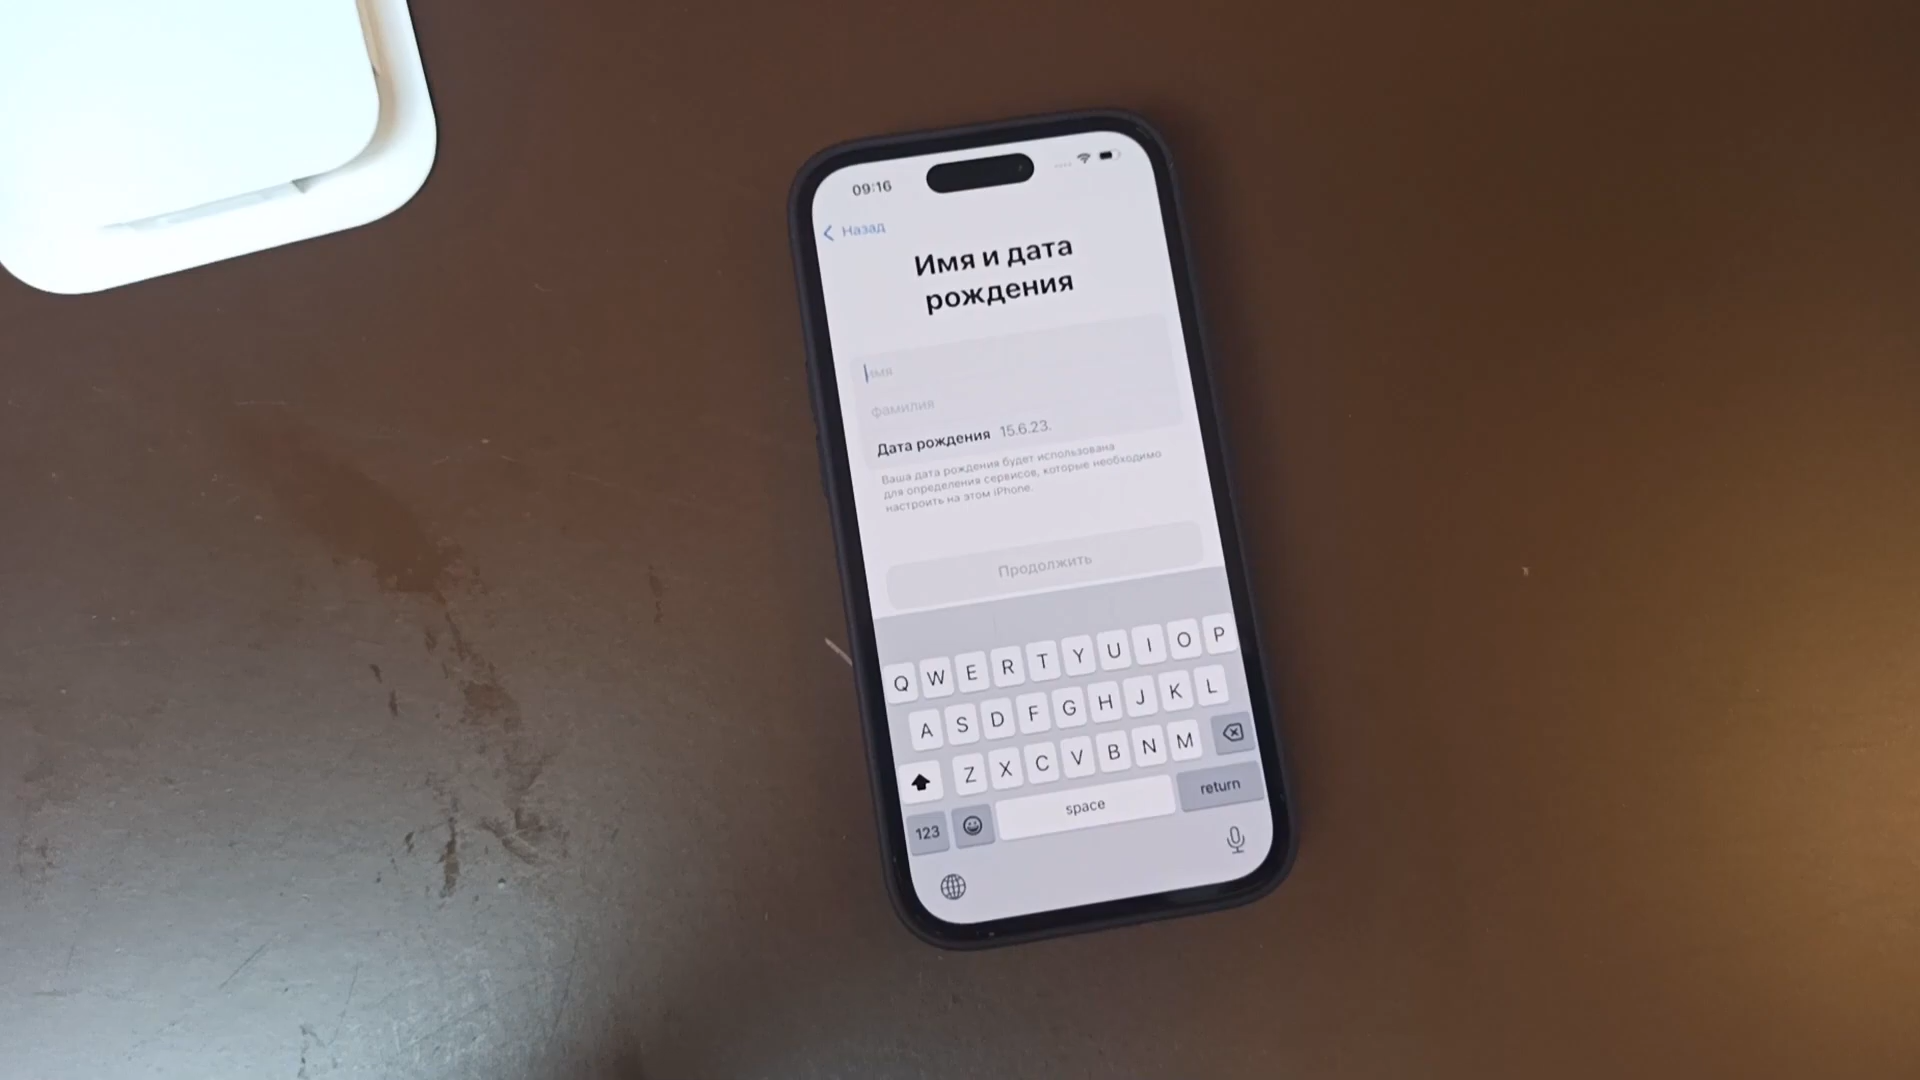 09:16
Назад
Имя и дата
рождения
имя
фамилия
Дата рождения 15.6.23.
Ваша дата рождения будет использована
для определения сервисов, которые необходимо
настроить на этом iPhone.
Продолжить
Q W E R T Y U I O P
A S D F G H J K L
Z X C V B N M
123 space return